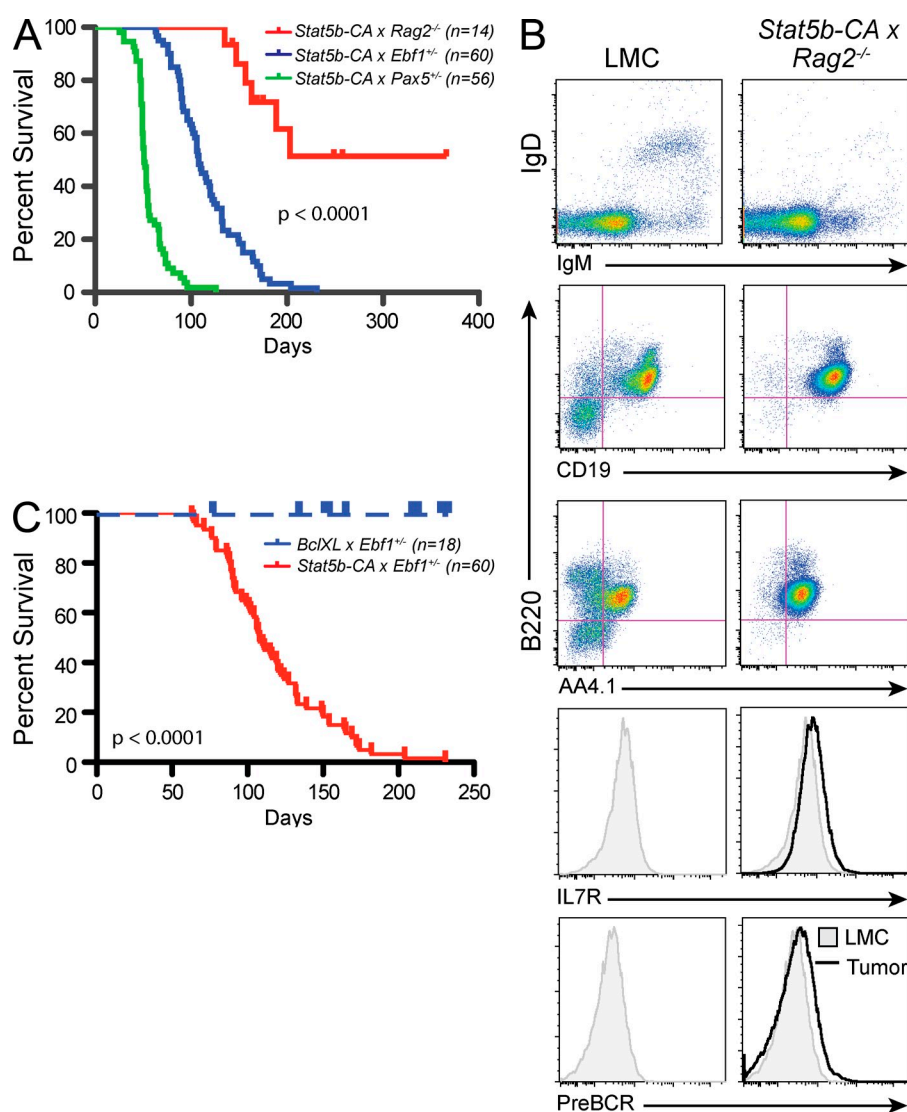 A
Stat5b-CA x Rag2-/- (n=14)
Stat5b-CA x Ebf1+/- (n=60)
Stat5b-CA x Pax5+/- (n=56)
Percent Survival
100
80
60
40
20
0
p < 0.0001
0 100 200 300 400
Days
B
LMC
Stat5b-CA x
Rag2-/-
IgD
IgM
B220
CD19
AA4.1
IL7R
LMC
Tumor
PreBCR
C
BclXL x Ebf1+/- (n=18)
Stat5b-CA x Ebf1+/- (n=60)
Percent Survival
100
80
60
40
20
0
p < 0.0001
0 50 100 150 200 250
Days